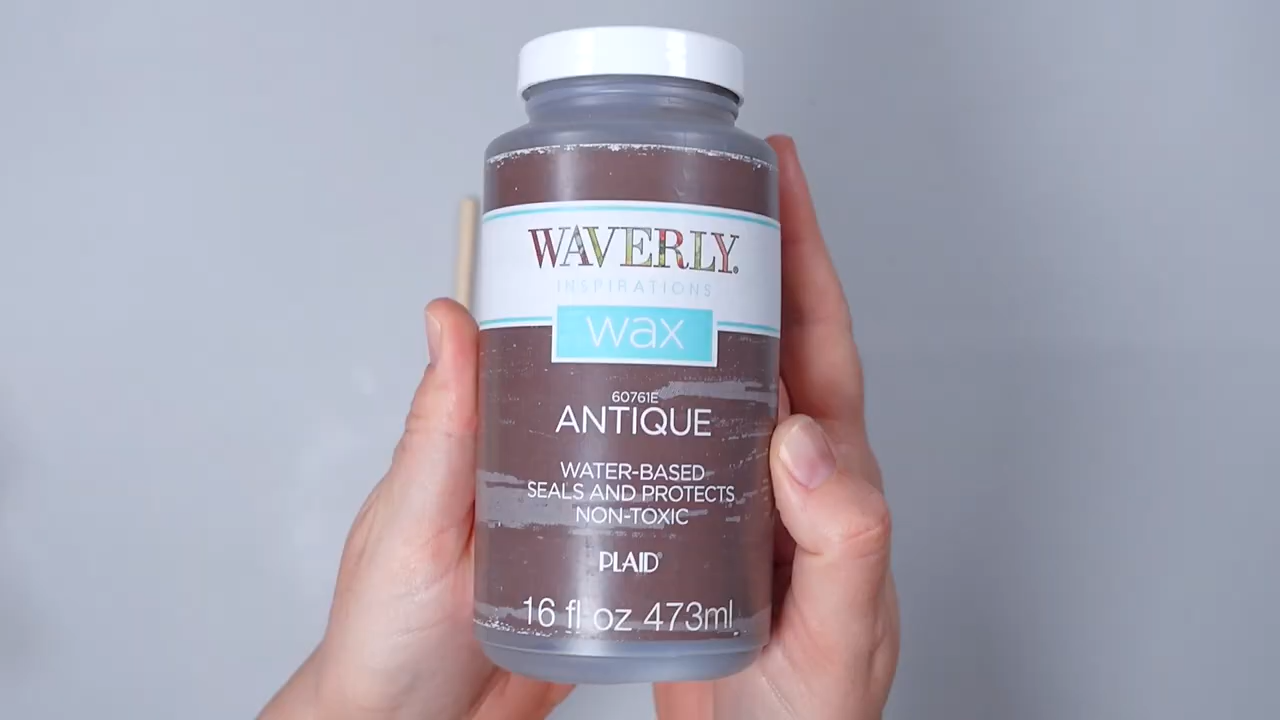 WAVERLY.
INSPIRATIONS
wax
60761E
ANTIQUE
WATER-BASED
SEALS AND PROTECTS
NON-TOXIC
PLAID®
16 fl oz 473ml